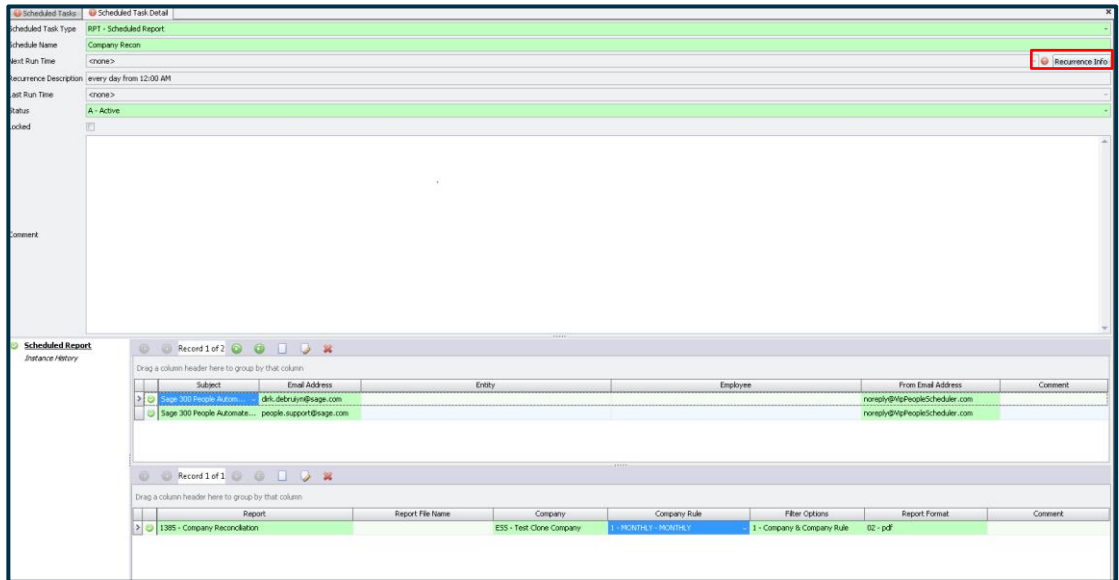 Scheduled Tasks Scheduled Task Detail
Scheduled Task Type RPT - Scheduled Report
Schedule Name Company Recon
Next Run Time <none> Recurrence Info
Recurrence Description every day from 12:00 AM
Last Run Time <none>
Status A - Active
Locked
Comment
Scheduled Report Record 1 of 2
Instance History
Drag a column header here to group by that column
Subject Email Address Entity Employee From Email Address Comment
Sage 300 People Autom... dirk.debruiyn@sage.com noreply@VipPeopleScheduler.com
Sage 300 People Automate... people.support@sage.com noreply@VipPeopleScheduler.com
Record 1 of 1
Drag a column header here to group by that column
Report Report File Name Company Company Rule Filter Options Report Format Comment
1385 - Company Reconciliation ESS - Test Clone Company 1 - MONTHLY - MONTHLY 1 - Company & Company Rule 02 - pdf